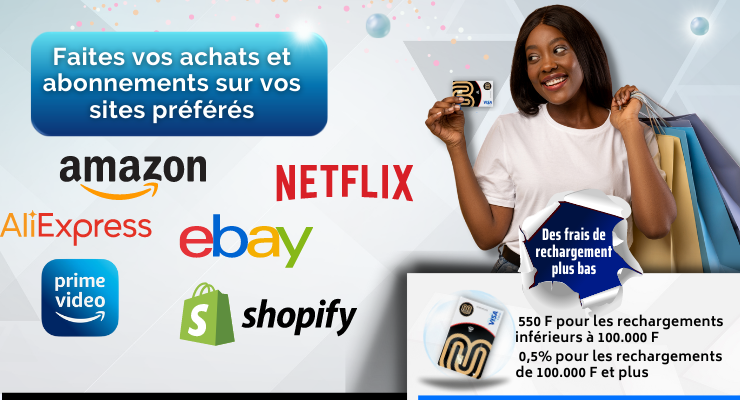 Faites vos achats et
abonnements sur vos
sites préférés
amazon
NETFLIX
AliExpress
ebay
prime
video
shopify
VISA
Des frais de
rechargement
plus bas
VISA
550 F pour les rechargements
inférieurs à 100.000 F
0,5% pour les rechargements
de 100.000 F et plus